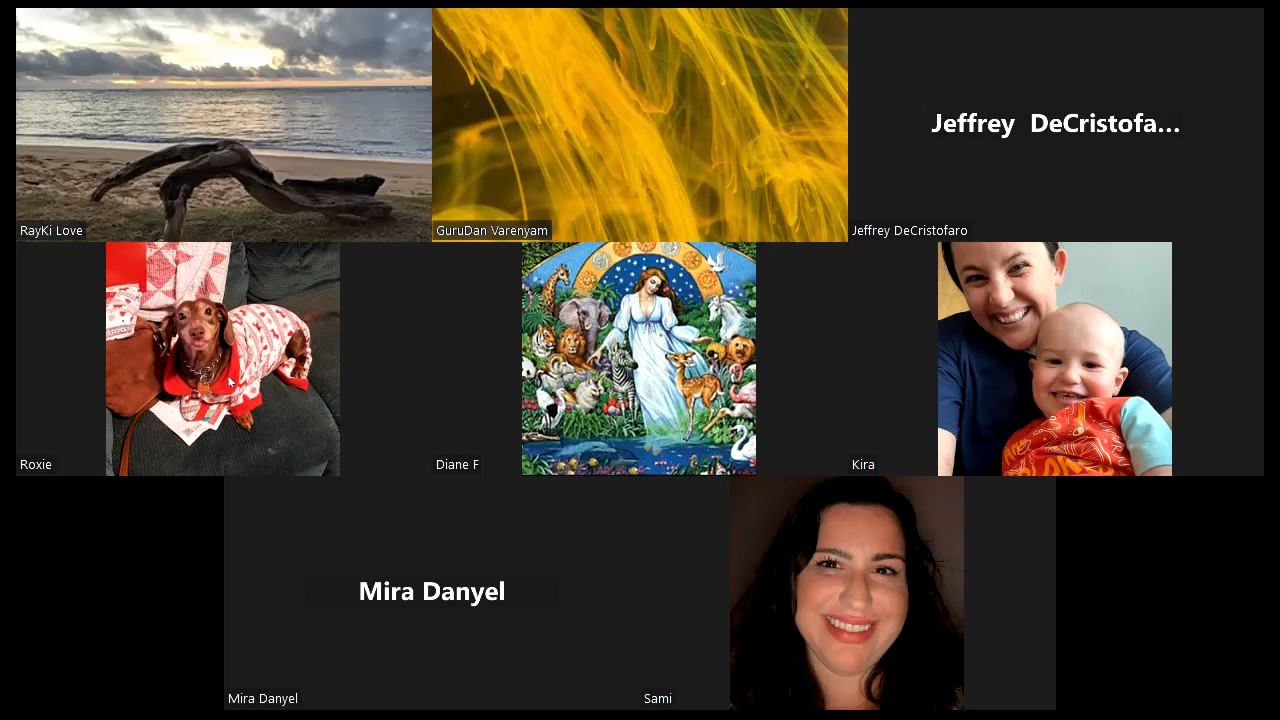 Jeffrey  DeCristofa...
RayKi Love
GuruDan Varenyam
Jeffrey DeCristofaro
Roxie
Diane F
Kira
Mira Danyel
Mira Danyel
Sami